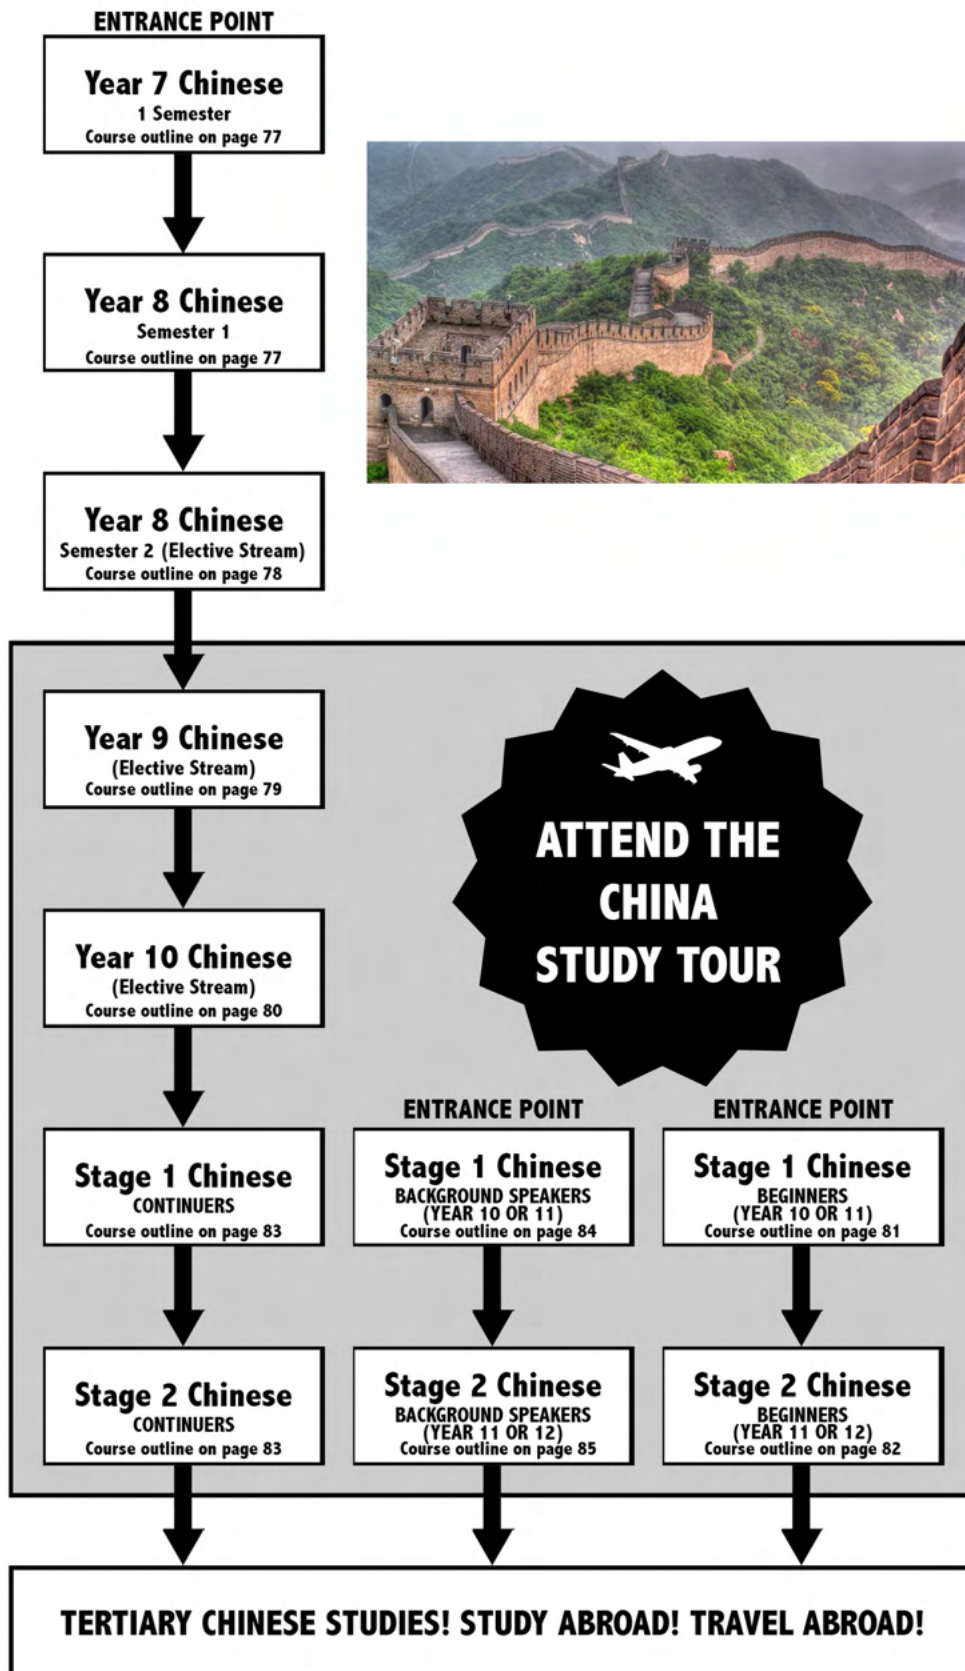 ENTRANCE POINT
Year 7 Chinese
1 Semester
Course outline on page 77
Year 8 Chinese
Semester 1
Course outline on page 77
Year 8 Chinese
Semester 2 (Elective Stream)
Course outline on page 78
Year 9 Chinese
(Elective Stream)
Course outline on page 79
ATTEND THE
CHINA
STUDY TOUR
Year 10 Chinese
(Elective Stream)
Course outline on page 80
Stage 1 Chinese
CONTINUERS
Course outline on page 83
ENTRANCE POINT
Stage 1 Chinese
BACKGROUND SPEAKERS
(YEAR 10 OR 11)
Course outline on page 84
ENTRANCE POINT
Stage 1 Chinese
BEGINNERS
(YEAR 10 OR 11)
Course outline on page 81
Stage 2 Chinese
CONTINUERS
Course outline on page 83
Stage 2 Chinese
BACKGROUND SPEAKERS
(YEAR 11 OR 12)
Course outline on page 85
Stage 2 Chinese
BEGINNERS
(YEAR 11 OR 12)
Course outline on page 82
TERTIARY CHINESE STUDIES! STUDY ABROAD! TRAVEL ABROAD!